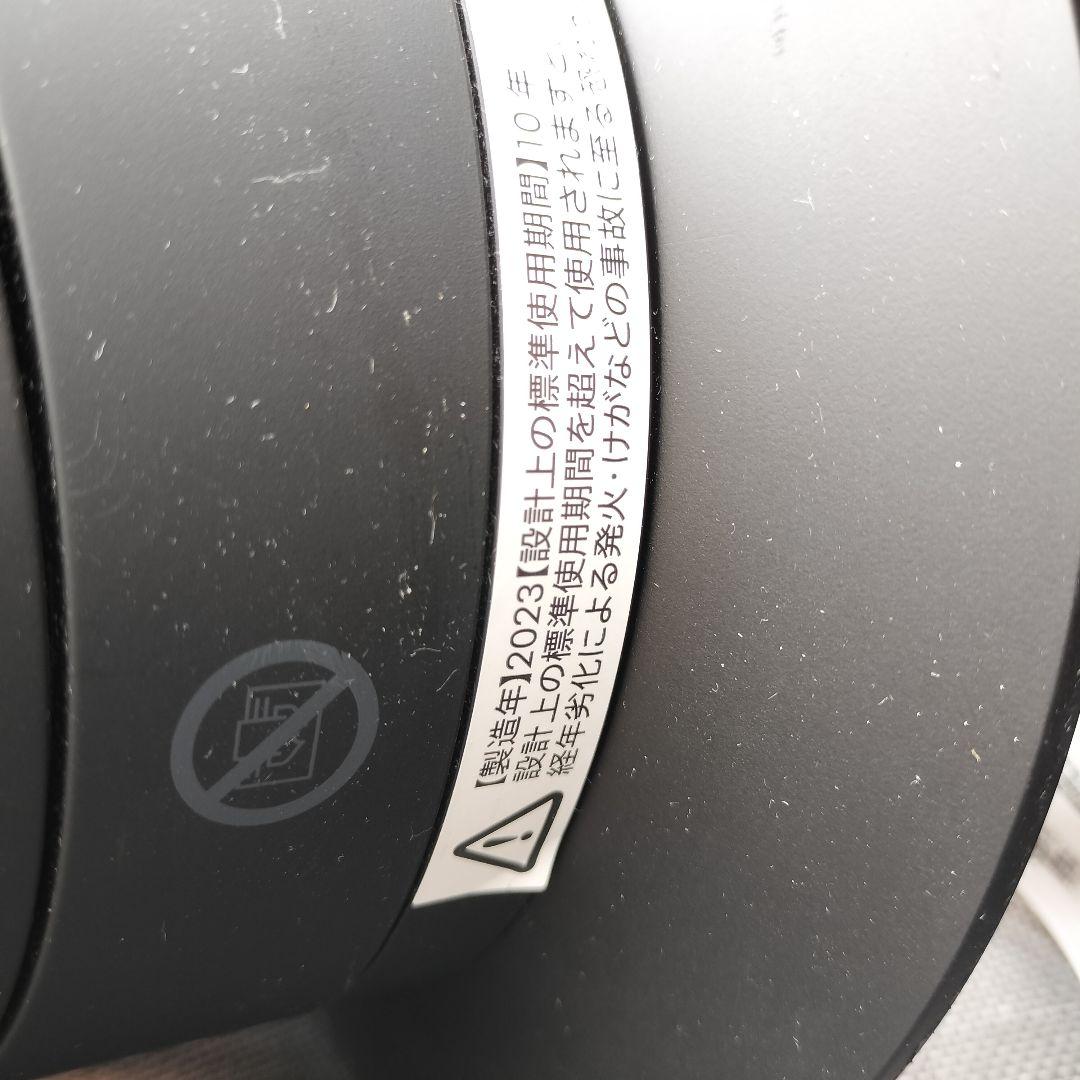 【製造年】2023【設計上の標準使用期間】10年
設計上の標準使用期間を超えて使用されますと
経年劣化による発火・けがなどの事故に至る